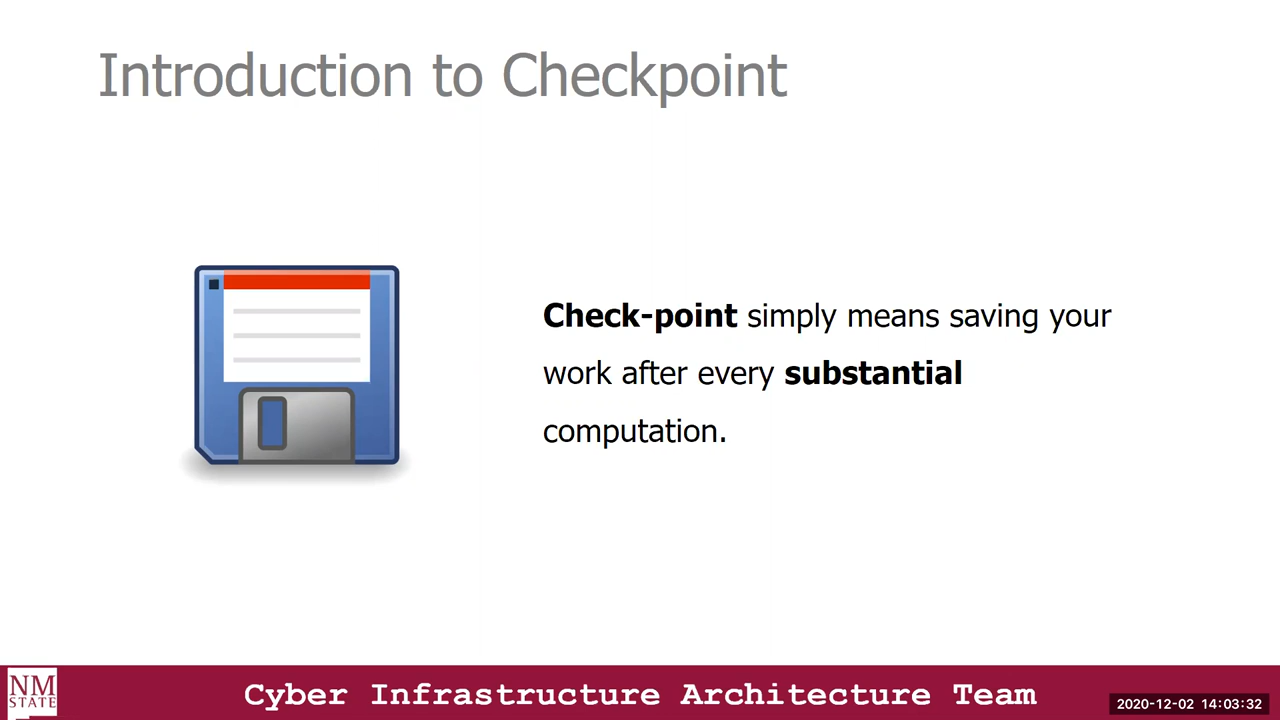 Introduction to Checkpoint
Check-point simply means saving your
work after every substantial
computation.
NM
STATE
Cyber Infrastructure Architecture Team
2020-12-02 14:03:32